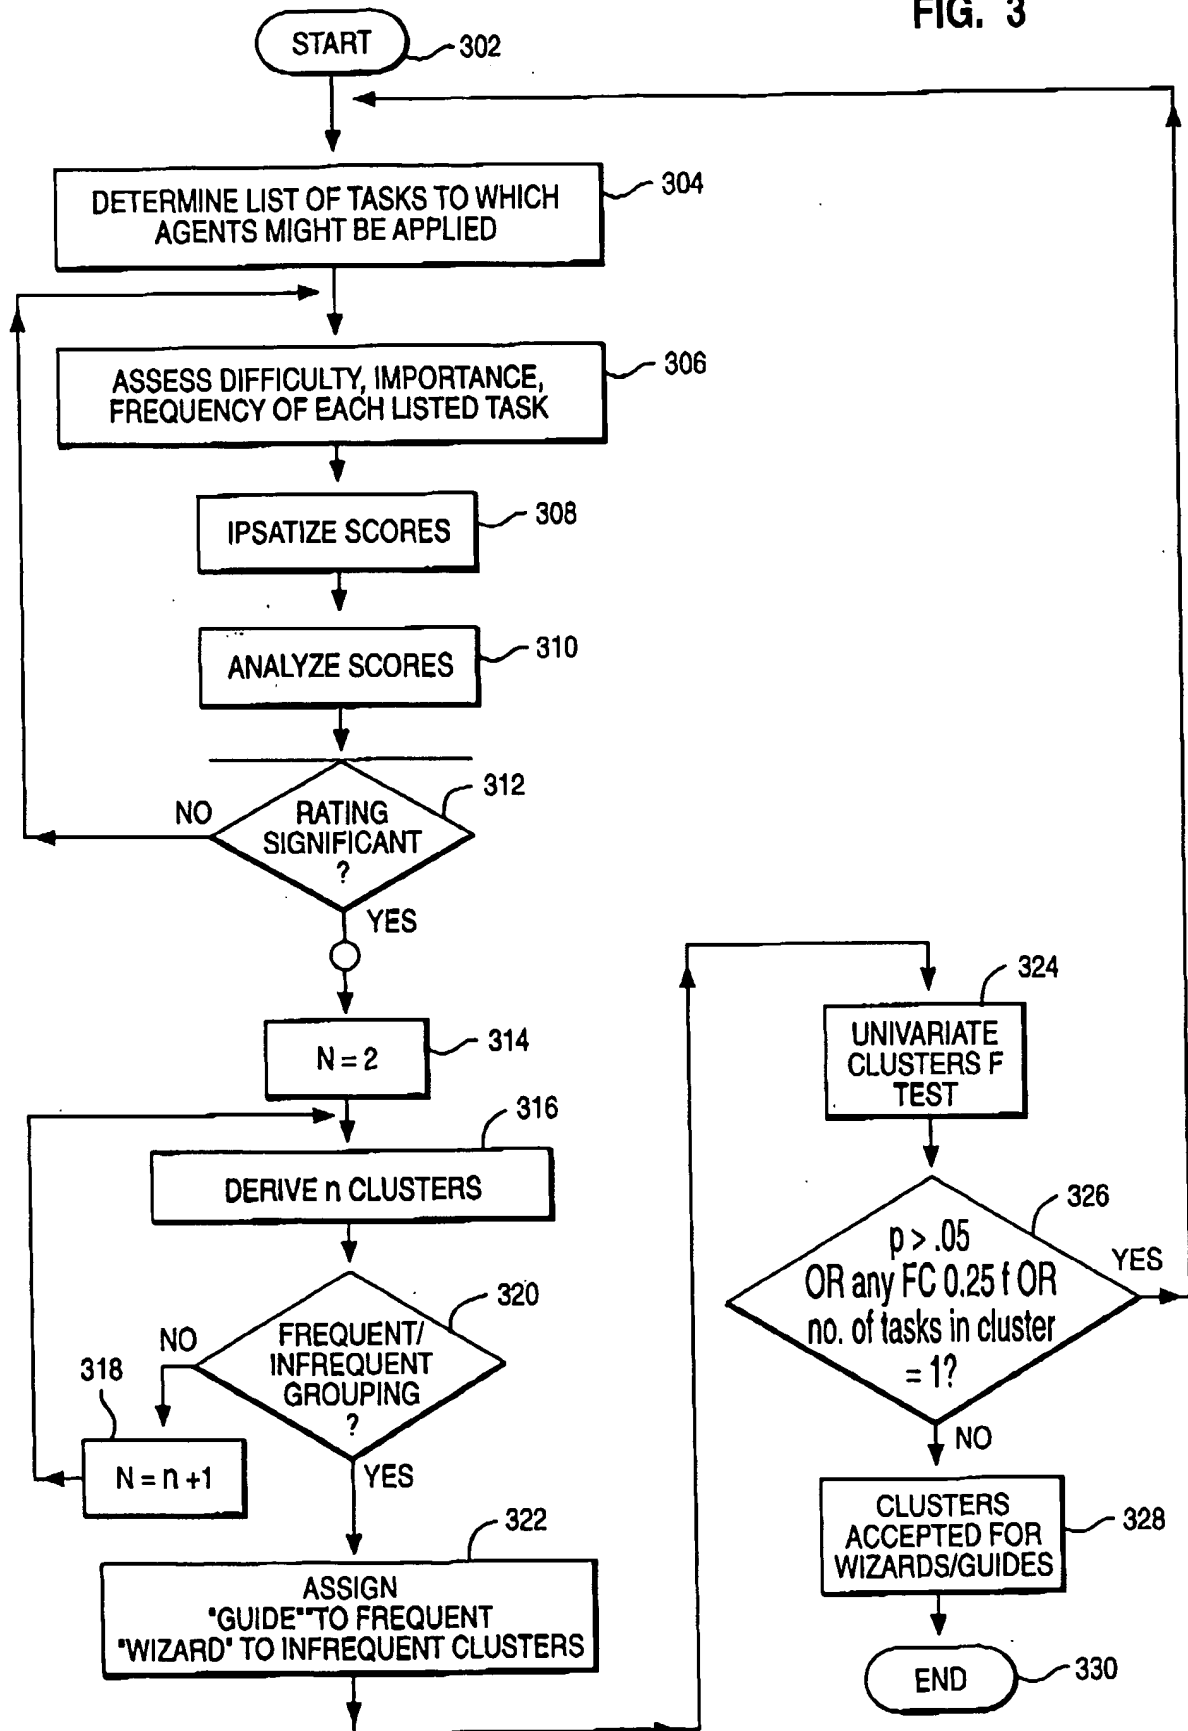 FIG. 3
START
302
DETERMINE LIST OF TASKS TO WHICH
AGENTS MIGHT BE APPLIED
304
ASSESS DIFFICULTY, IMPORTANCE,
FREQUENCY OF EACH LISTED TASK
306
IPSATIZE SCORES
308
ANALYZE SCORES
310
RATING
SIGNIFICANT
?
312
NO
YES
N = 2
314
316
DERIVE n CLUSTERS
FREQUENT/
INFREQUENT
GROUPING
?
320
NO
318
N = n +1
YES
322
ASSIGN
"GUIDE" TO FREQUENT
"WIZARD" TO INFREQUENT CLUSTERS
324
UNIVARIATE
CLUSTERS F
TEST
326
p > .05
OR any FC 0.25 f OR
no. of tasks in cluster
= 1?
YES
NO
CLUSTERS
ACCEPTED FOR
WIZARDS/GUIDES
328
END
330